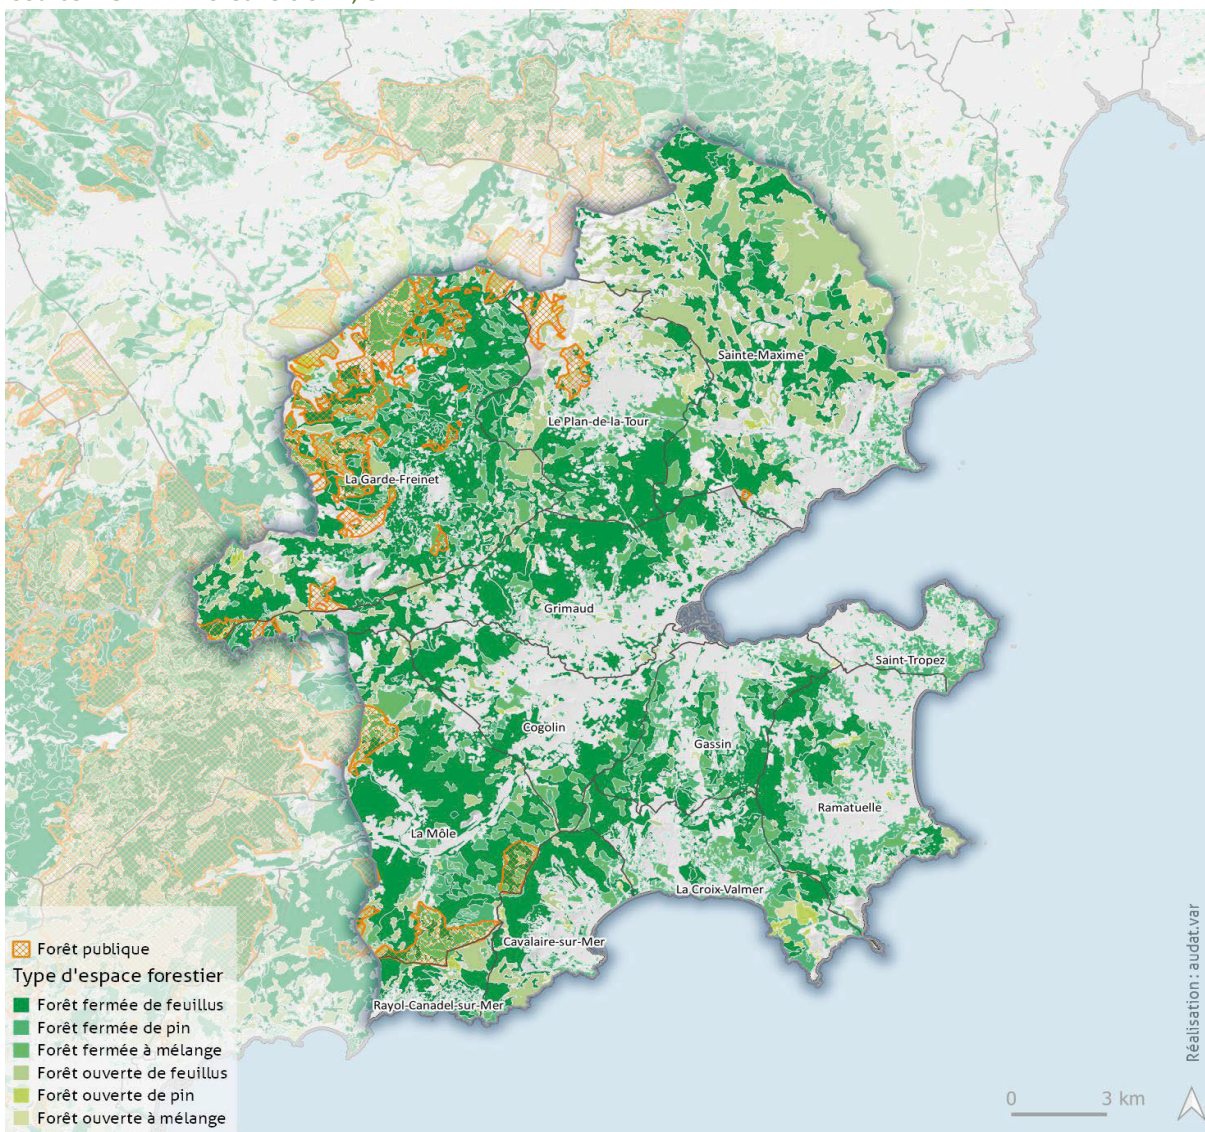 Sainte-Maxime
Le Plan-de-la-Tour
La Garde-Freinet
Grimaud
Saint-Tropez
Cogolin
Gassin
Ramatuelle
La Môle
La Croix-Valmer
Cavalaire-sur-Mer
Rayol-Canadel-sur-Mer
Forêt publique
Type d'espace forestier
Forêt fermée de feuillus
Forêt fermée de pin
Forêt fermée à mélange
Forêt ouverte de feuillus
Forêt ouverte de pin
Forêt ouverte à mélange
0 3 km
Réalisation : audat.var